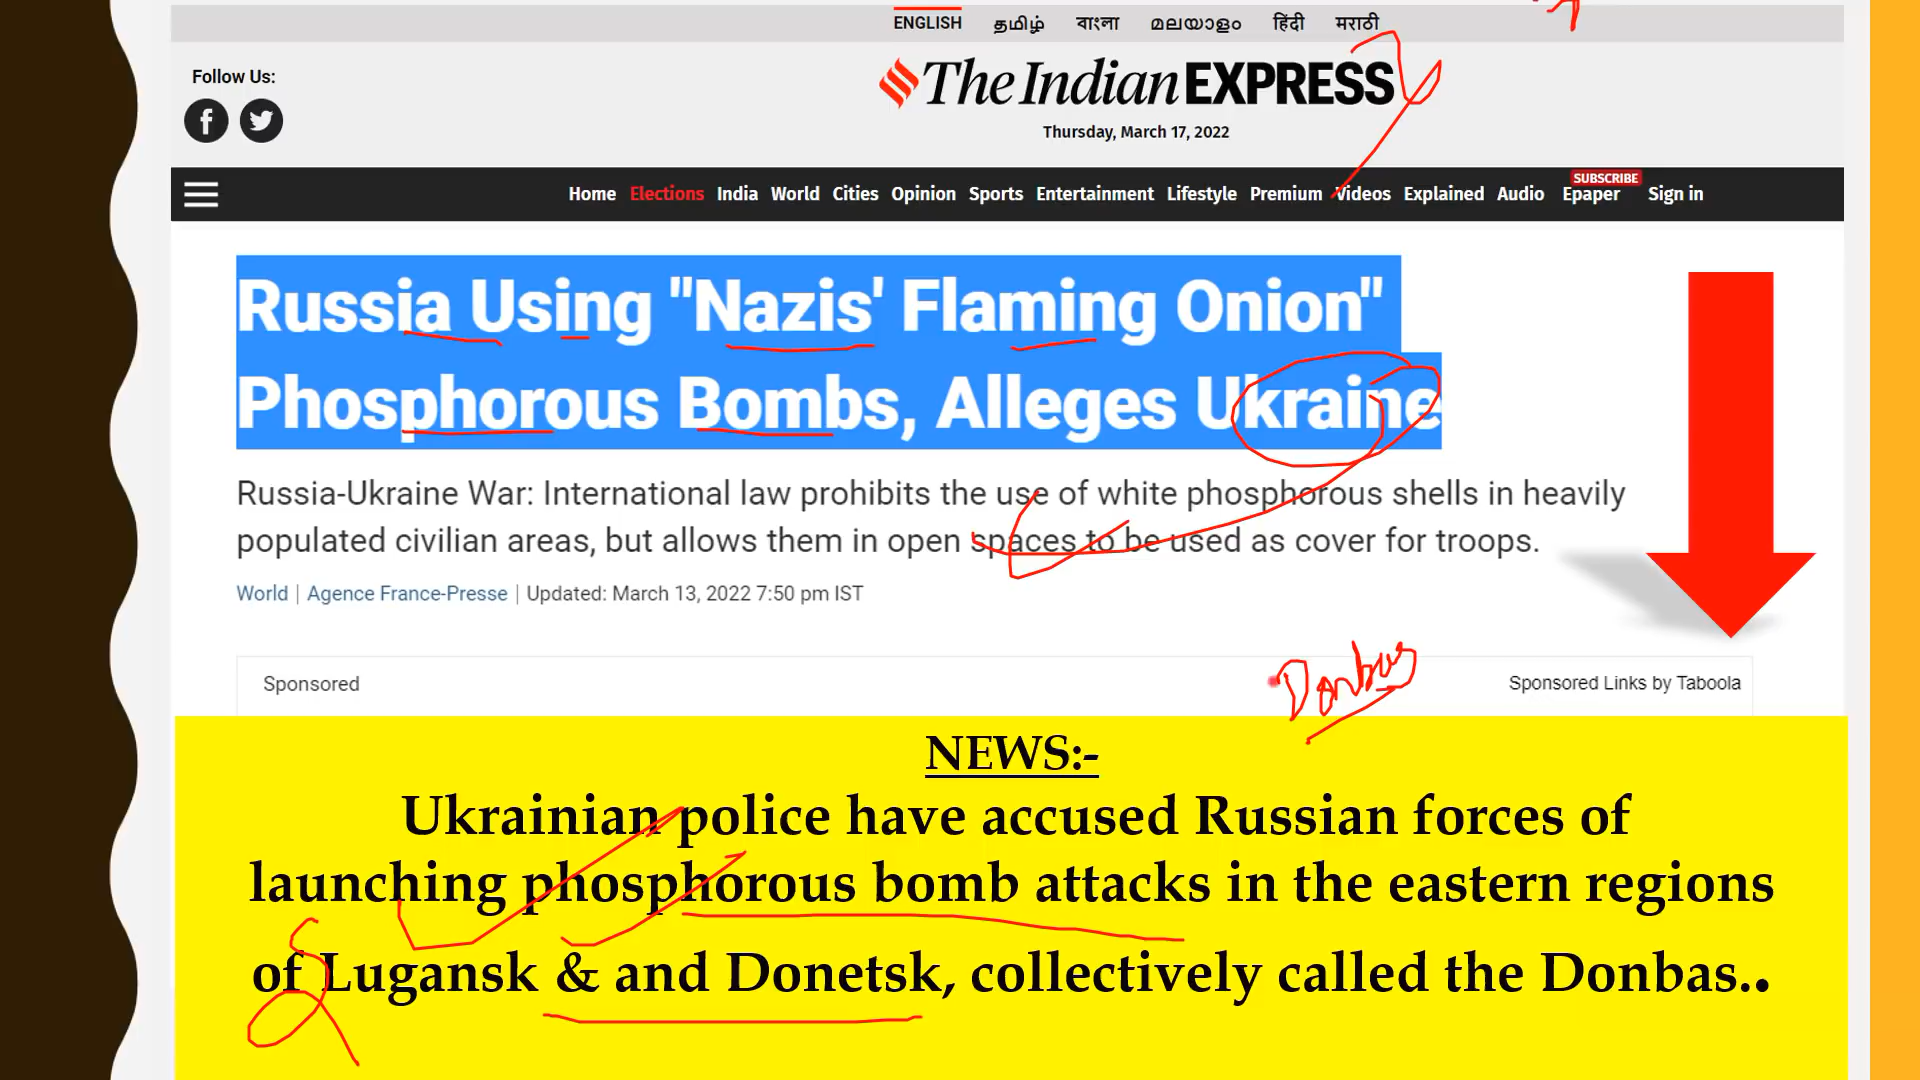 ENGLISH தமிழ் বাংলা മലയാളം हिंदी मराठी
Follow Us:
The Indian EXPRESS
Thursday, March 17, 2022
SUBSCRIBE
Home Elections India World Cities Opinion Sports Entertainment Lifestyle Premium Videos Explained Audio Epaper Sign in
Russia Using "Nazis' Flaming Onion"
Phosphorous Bombs, Alleges Ukraine
Russia-Ukraine War: International law prohibits the use of white phosphorous shells in heavily
populated civilian areas, but allows them in open spaces to be used as cover for troops.
World | Agence France-Presse | Updated: March 13, 2022 7:50 pm IST
Donbas
Sponsored Sponsored Links by Taboola
NEWS:-
Ukrainian police have accused Russian forces of
launching phosphorous bomb attacks in the eastern regions
of Lugansk & and Donetsk, collectively called the Donbas..